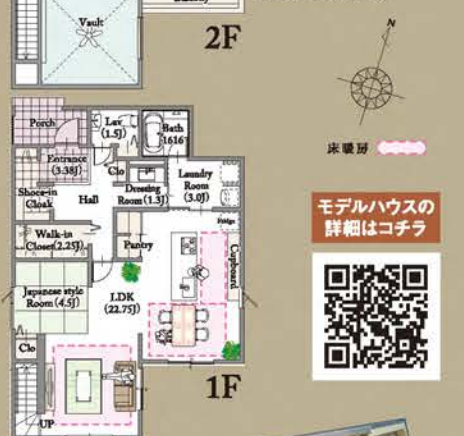 Vault
2F
N
床暖房
Porch
Lav
(1.5J)
Bath
1616
Entrance
(3.38J)
Clo
Laundry
Room
(3.0J)
Shoes-in
Cloak
Hall
Dressing
Room(1.3J)
Walk-in
Closet(2.25J)
Pantry
Fridge
Cupboard
Japanese style
Room(4.5J)
LDK
(22.75J)
Clo
UP
1F
モデルハウスの
詳細はコチラ